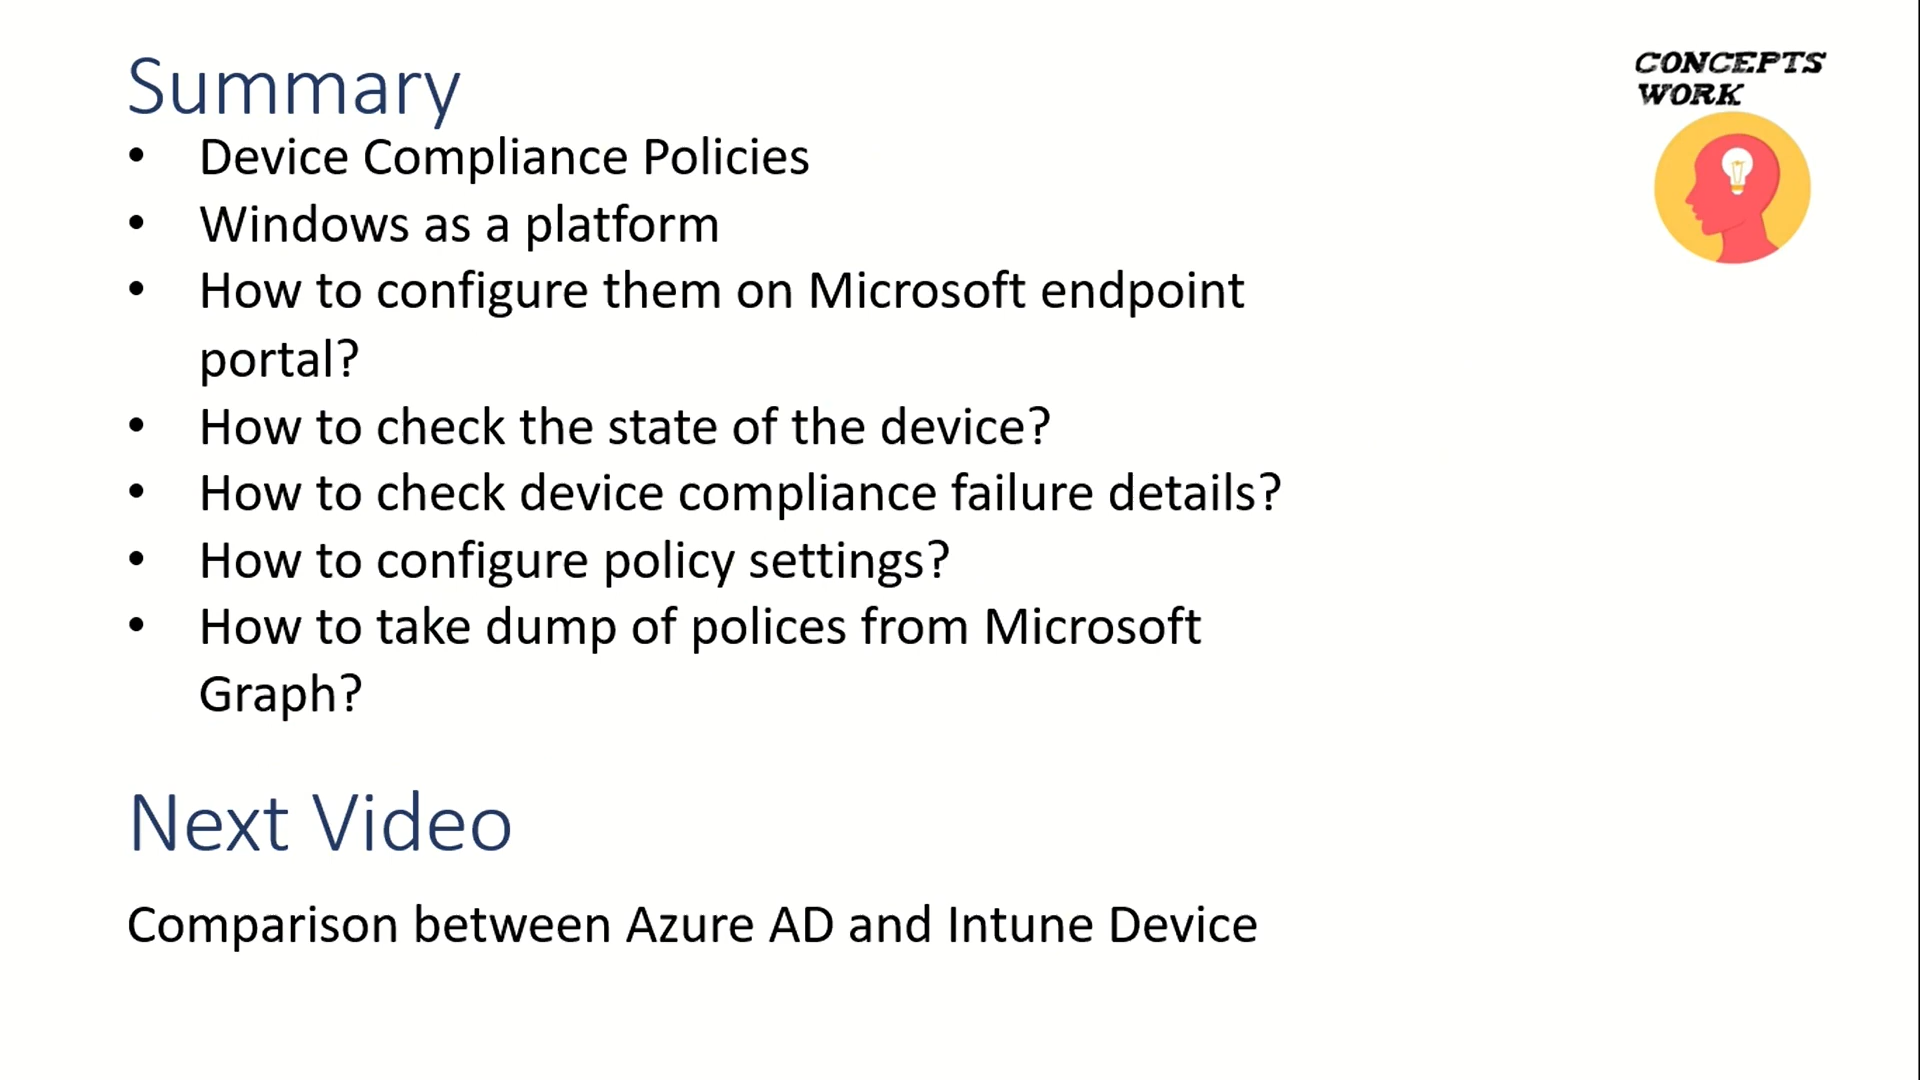 Summary
CONCEPTS
WORK
• Device Compliance Policies
• Windows as a platform
• How to configure them on Microsoft endpoint
portal?
• How to check the state of the device?
• How to check device compliance failure details?
• How to configure policy settings?
• How to take dump of polices from Microsoft
Graph?
Next Video
Comparison between Azure AD and Intune Device